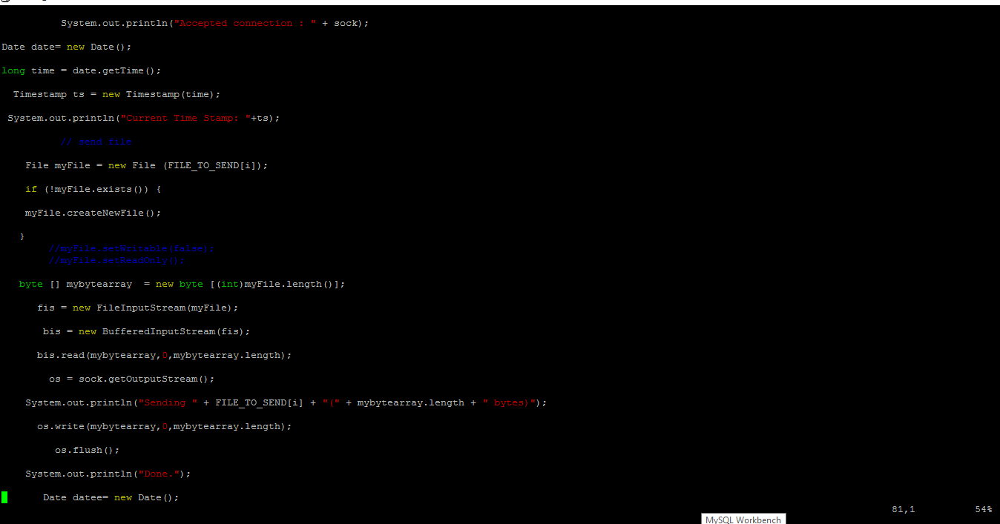 System.out.println("Accepted connection : " + sock);
Date date= new Date();
long time = date.getTime();
Timestamp ts = new Timestamp(time);
System.out.println("Current Time Stamp: "+ts);
// send file
File myFile = new File (FILE_TO_SEND[i]);
if (!myFile.exists()) {
myFile.createNewFile();
}
//myFile.setWritable(false);
//myFile.setReadOnly();
byte [] mybytearray  = new byte [(int)myFile.length()];
fis = new FileInputStream(myFile);
bis = new BufferedInputStream(fis);
bis.read(mybytearray,0,mybytearray.length);
os = sock.getOutputStream();
System.out.println("Sending " + FILE_TO_SEND[i] + "(" + mybytearray.length + " bytes)");
os.write(mybytearray,0,mybytearray.length);
os.flush();
System.out.println("Done.");
Date datee= new Date();
81,1 54%
MySQL Workbench